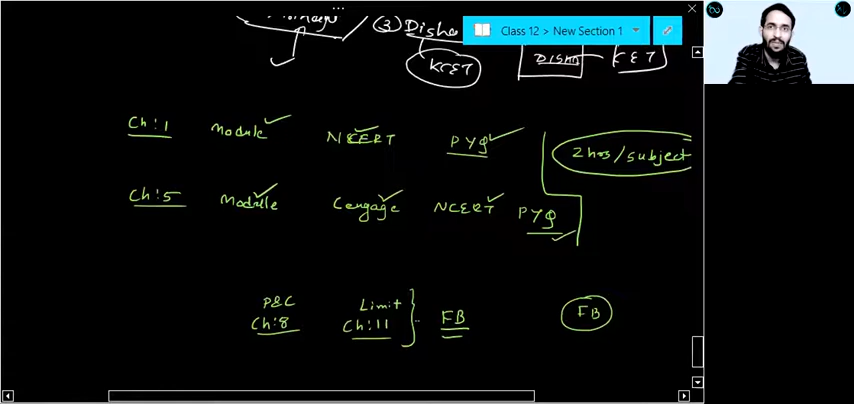 ③ Disha
Class 12 > New Section 1
KCET
DISHA CET
Ch:1 Module NCERT PYQ
2 hrs/subject
Ch:5 Module Cengage NCERT PYQ
P&C Limit
Ch:8 Ch:11 FB FB